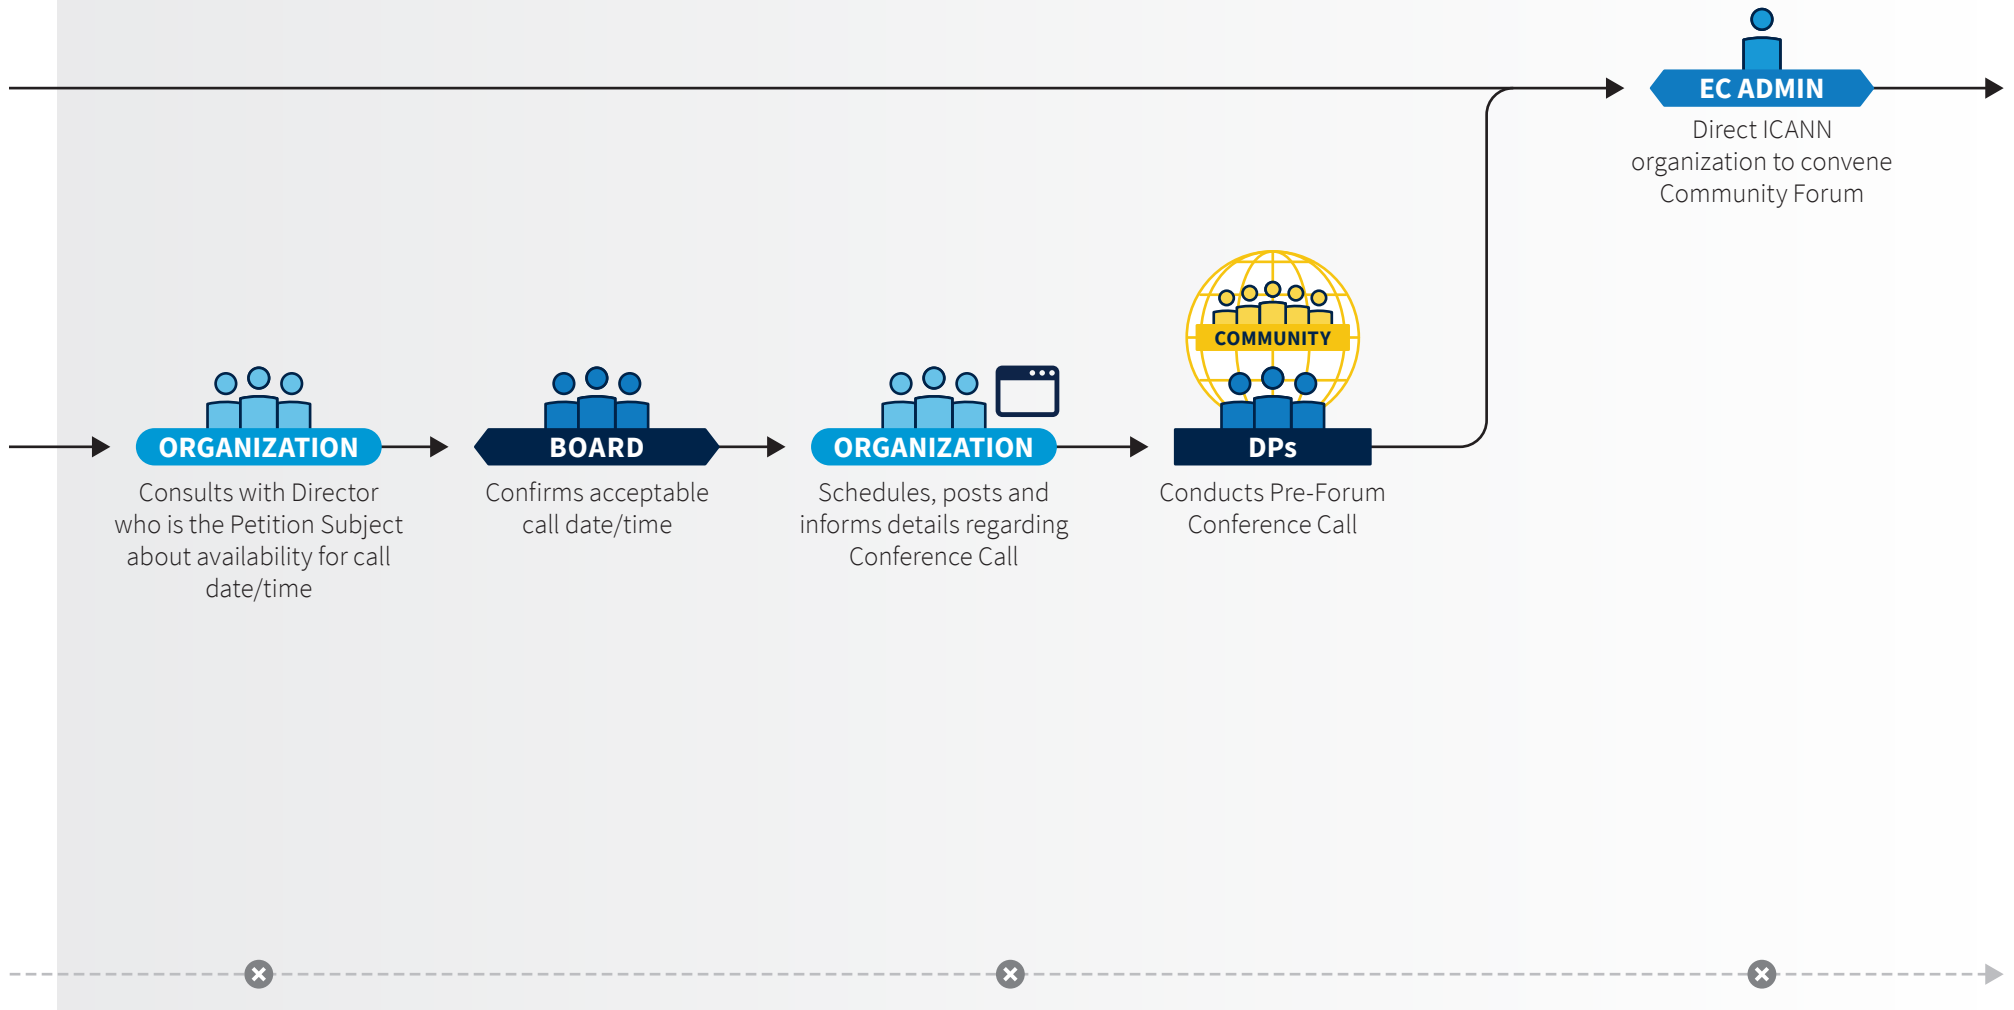 EC ADMIN
Direct ICANN
organization to convene
Community Forum
COMMUNITY
ORGANIZATION
Consults with Director
who is the Petition Subject
about availability for call
date/time
BOARD
Confirms acceptable
call date/time
ORGANIZATION
Schedules, posts and
informs details regarding
Conference Call
DPs
Conducts Pre-Forum
Conference Call